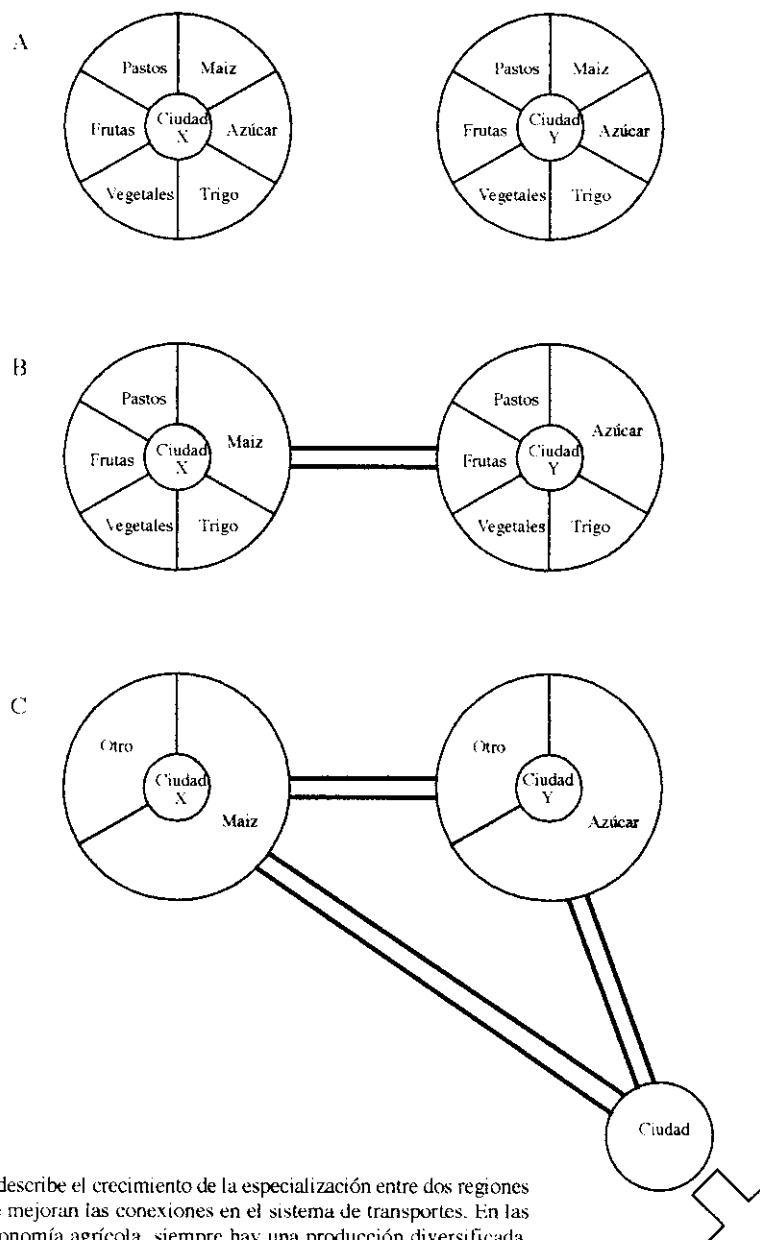 A
Pastos Maiz
Frutas Ciudad X Azúcar
Vegetales Trigo
Pastos Maiz
Frutas Ciudad Y Azúcar
Vegetales Trigo
B
Pastos
Frutas Ciudad X Maiz
Vegetales Trigo
Pastos
Frutas Ciudad Y Azúcar
Vegetales Trigo
C
Otro
Ciudad X
Maiz
Otro
Ciudad Y
Azúcar
Ciudad
describe el crecimiento de la especialización entre dos regiones
mejoran las conexiones en el sistema de transportes. En las
onomía agrícola, siempre hay una producción diversificada.